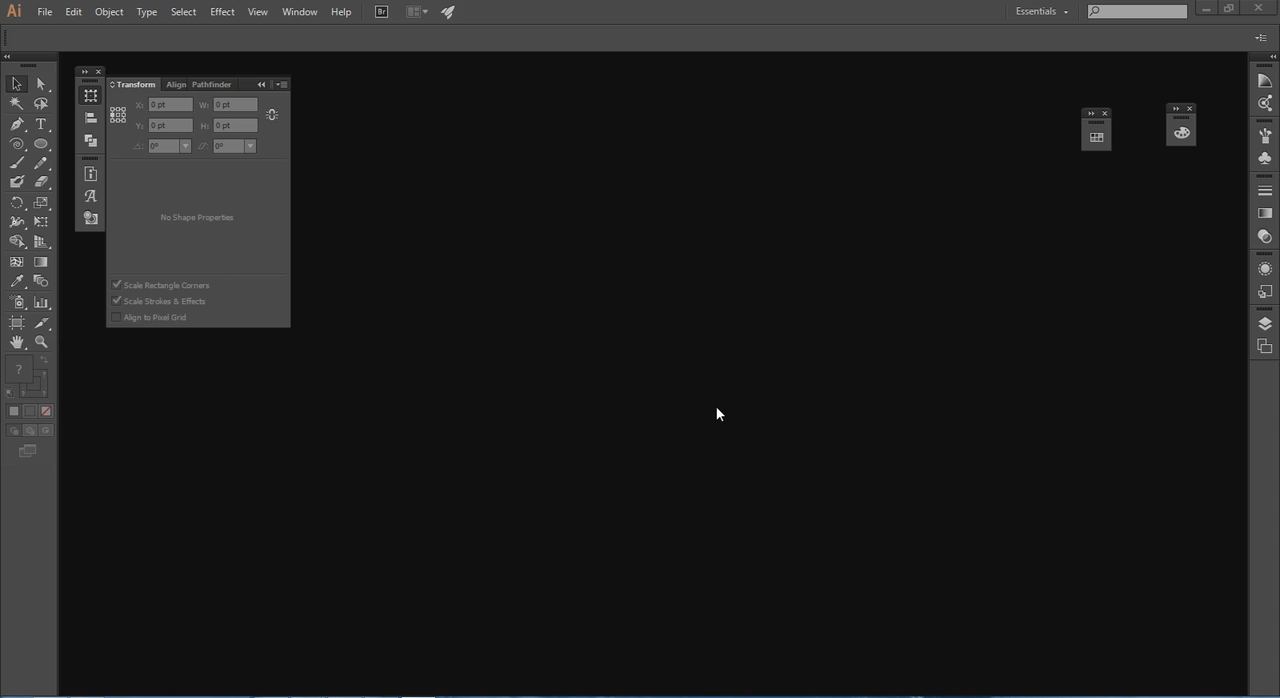 Ai File Edit Object Type Select Effect View Window Help Br Essentials
Transform Align Pathfinder
X: 0 pt W: 0 pt
Y: 0 pt H: 0 pt
0° 0°
No Shape Properties
Scale Rectangle Corners
Scale Strokes & Effects
Align to Pixel Grid
?